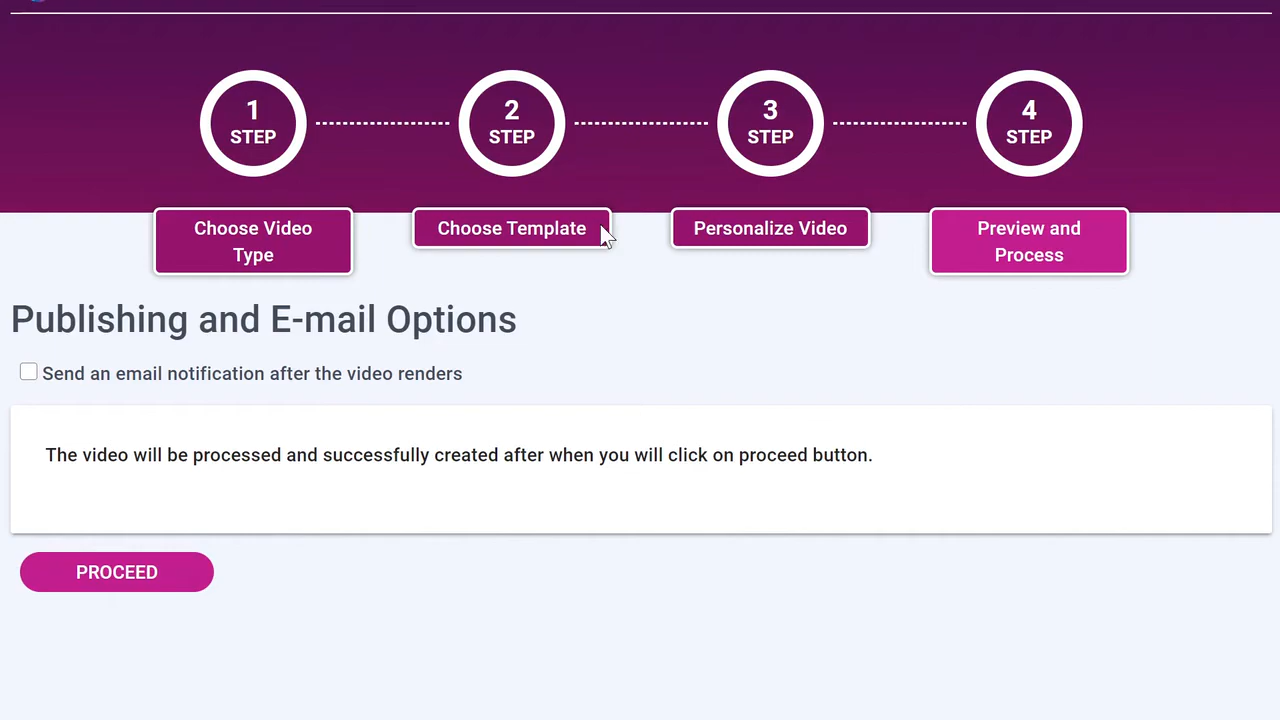 1
STEP
2
STEP
3
STEP
4
STEP
Choose Video
Type
Choose Template
Personalize Video
Preview and
Process
Publishing and E-mail Options
Send an email notification after the video renders
The video will be processed and successfully created after when you will click on proceed button.
PROCEED